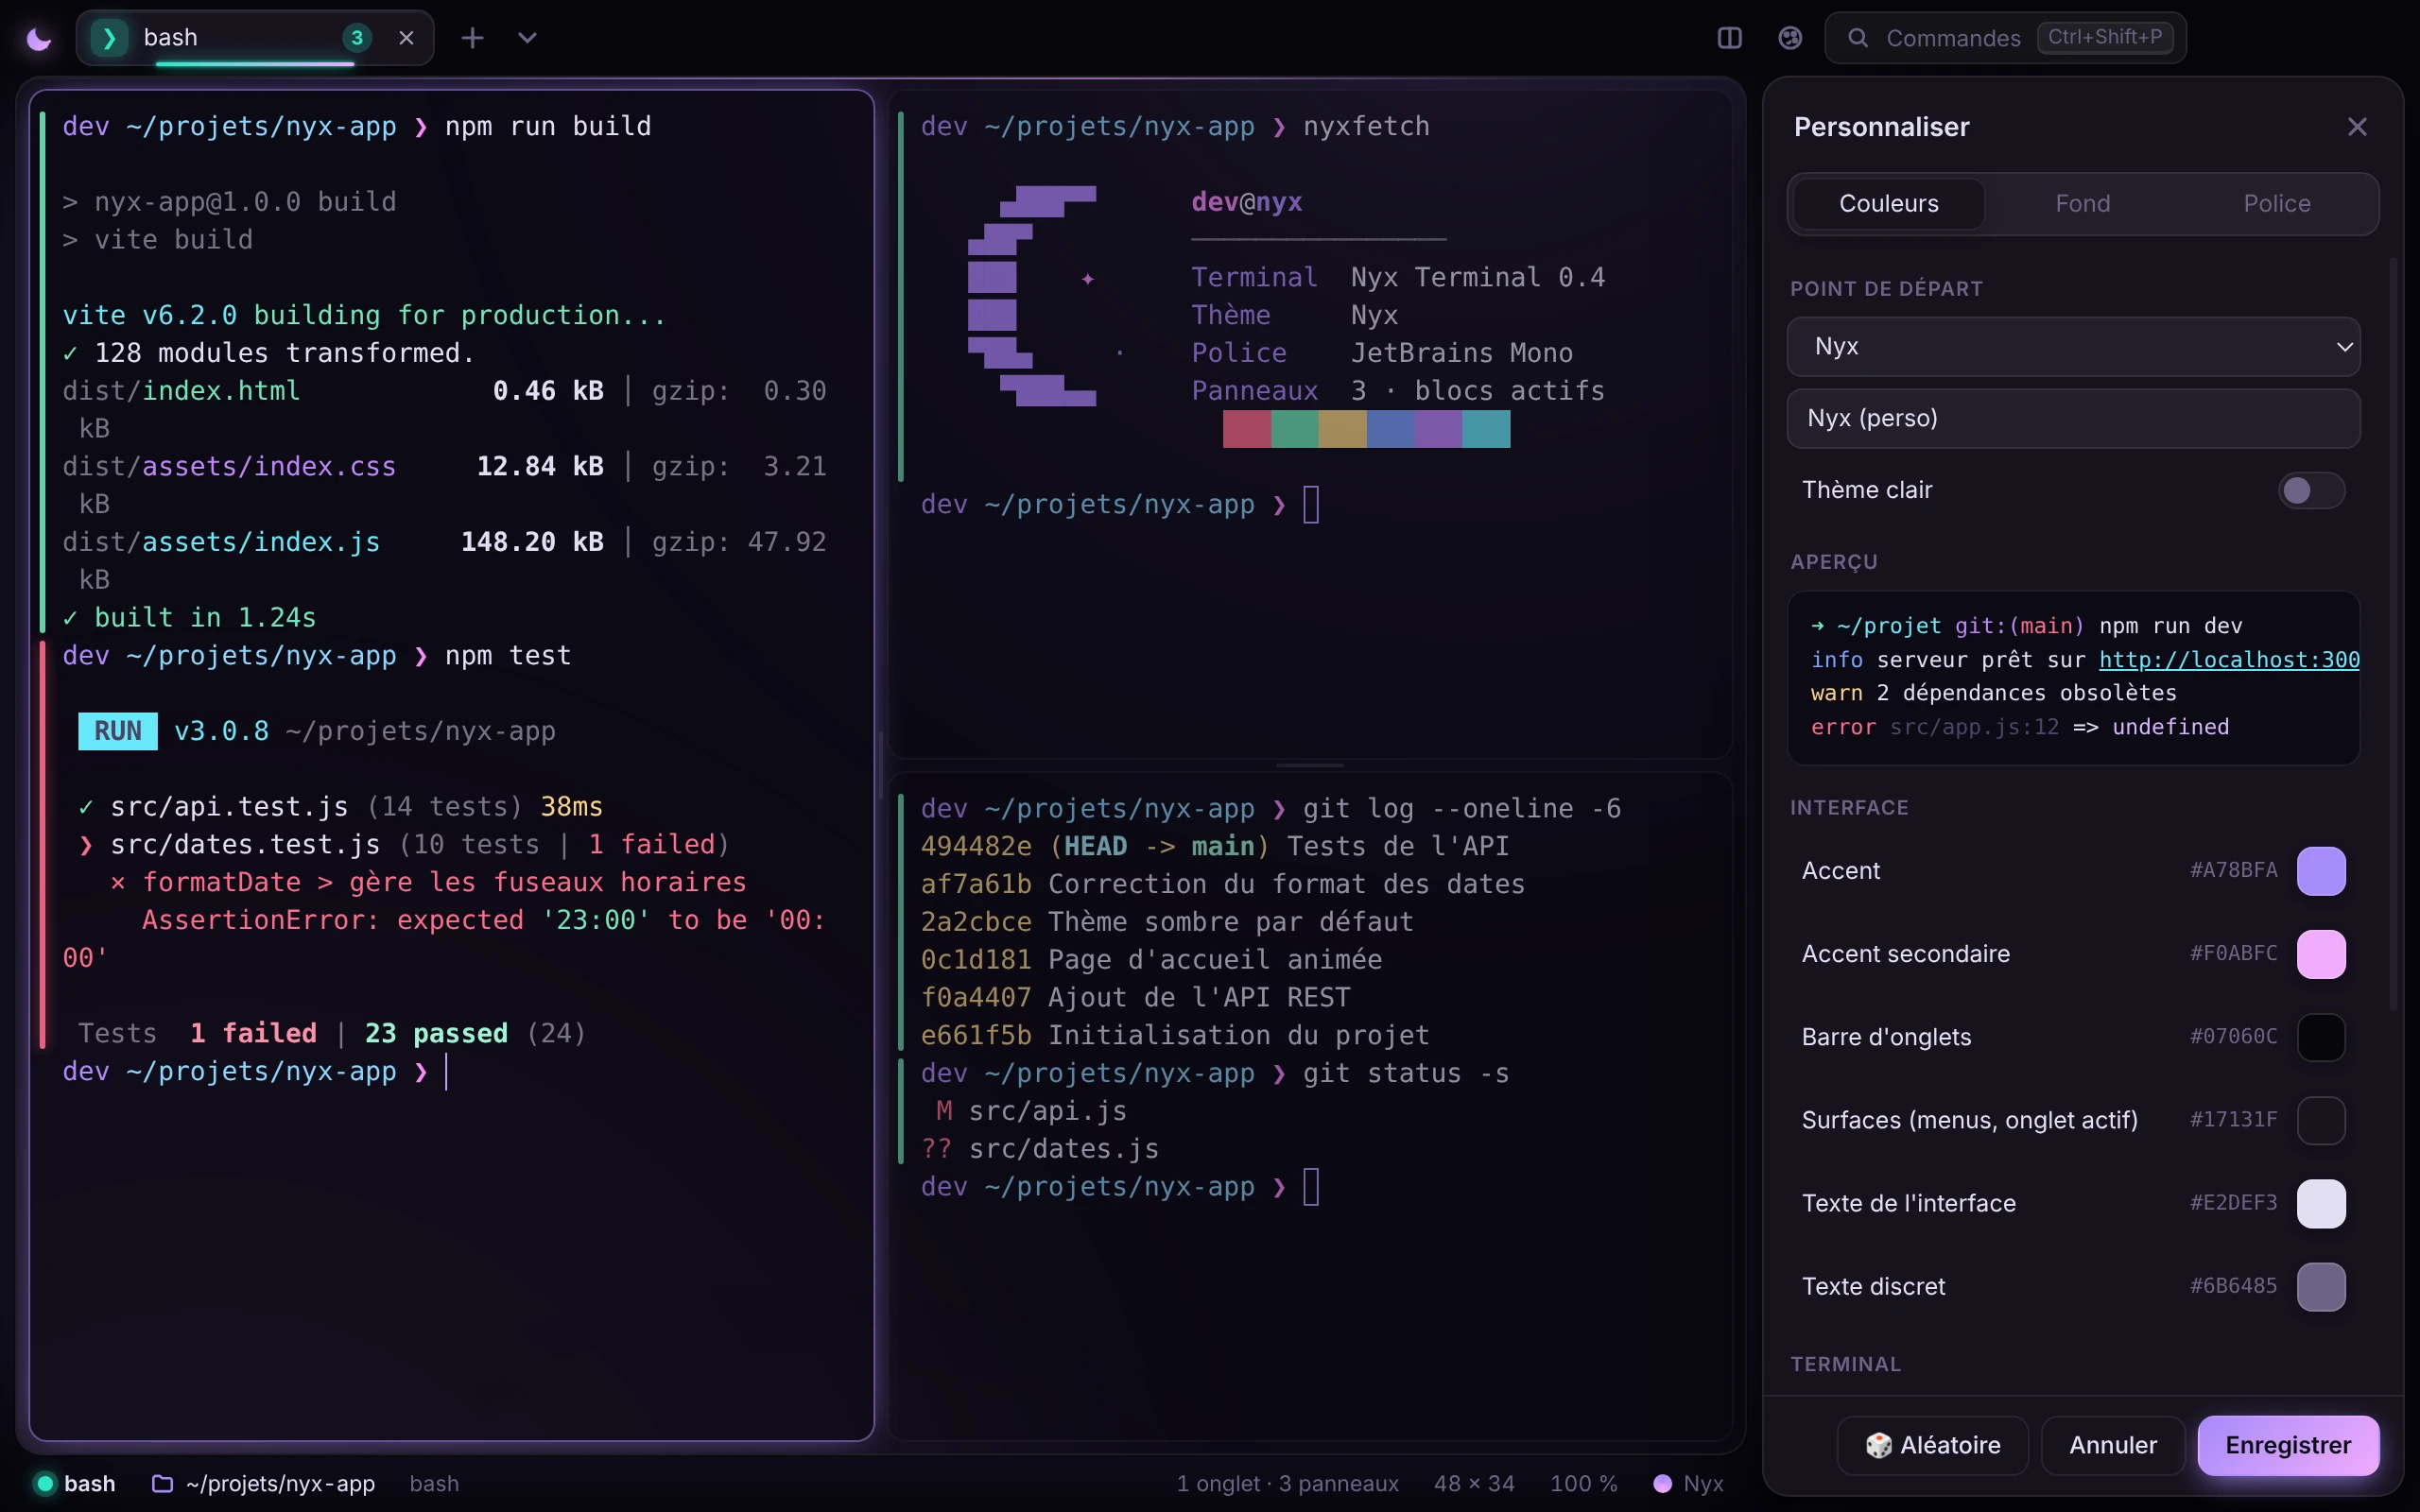 bash 3
Commandes Ctrl+Shift+P
dev ~/projets/nyx-app ❯ npm run build
> nyx-app@1.0.0 build
> vite build
vite v6.2.0 building for production...
✓ 128 modules transformed.
dist/index.html 0.46 kB │ gzip: 0.30
kB
dist/assets/index.css 12.84 kB │ gzip: 3.21
kB
dist/assets/index.js 148.20 kB │ gzip: 47.92
kB
✓ built in 1.24s
dev ~/projets/nyx-app ❯ npm test
RUN v3.0.8 ~/projets/nyx-app
✓ src/api.test.js (14 tests) 38ms
❯ src/dates.test.js (10 tests | 1 failed)
× formatDate > gère les fuseaux horaires
AssertionError: expected '23:00' to be '00:
00'
Tests 1 failed | 23 passed (24)
dev ~/projets/nyx-app ❯
dev ~/projets/nyx-app ❯ nyxfetch
dev@nyx
Terminal Nyx Terminal 0.4
Thème Nyx
Police JetBrains Mono
Panneaux 3 · blocs actifs
dev ~/projets/nyx-app ❯
dev ~/projets/nyx-app ❯ git log --oneline -6
494482e (HEAD -> main) Tests de l'API
af7a61b Correction du format des dates
2a2cbce Thème sombre par défaut
0c1d181 Page d'accueil animée
f0a4407 Ajout de l'API REST
e661f5b Initialisation du projet
dev ~/projets/nyx-app ❯ git status -s
M src/api.js
?? src/dates.js
dev ~/projets/nyx-app ❯
Personnaliser
Couleurs Fond Police
POINT DE DÉPART
Nyx
Nyx (perso)
Thème clair
APERÇU
➜ ~/projet git:(main) npm run dev
info serveur prêt sur http://localhost:300
warn 2 dépendances obsolètes
error src/app.js:12 => undefined
INTERFACE
Accent #A78BFA
Accent secondaire #F0ABFC
Barre d'onglets #07060C
Surfaces (menus, onglet actif) #17131F
Texte de l'interface #E2DEF3
Texte discret #6B6485
TERMINAL
Aléatoire Annuler Enregistrer
bash ~/projets/nyx-app bash 1 onglet · 3 panneaux 48 × 34 100 % Nyx